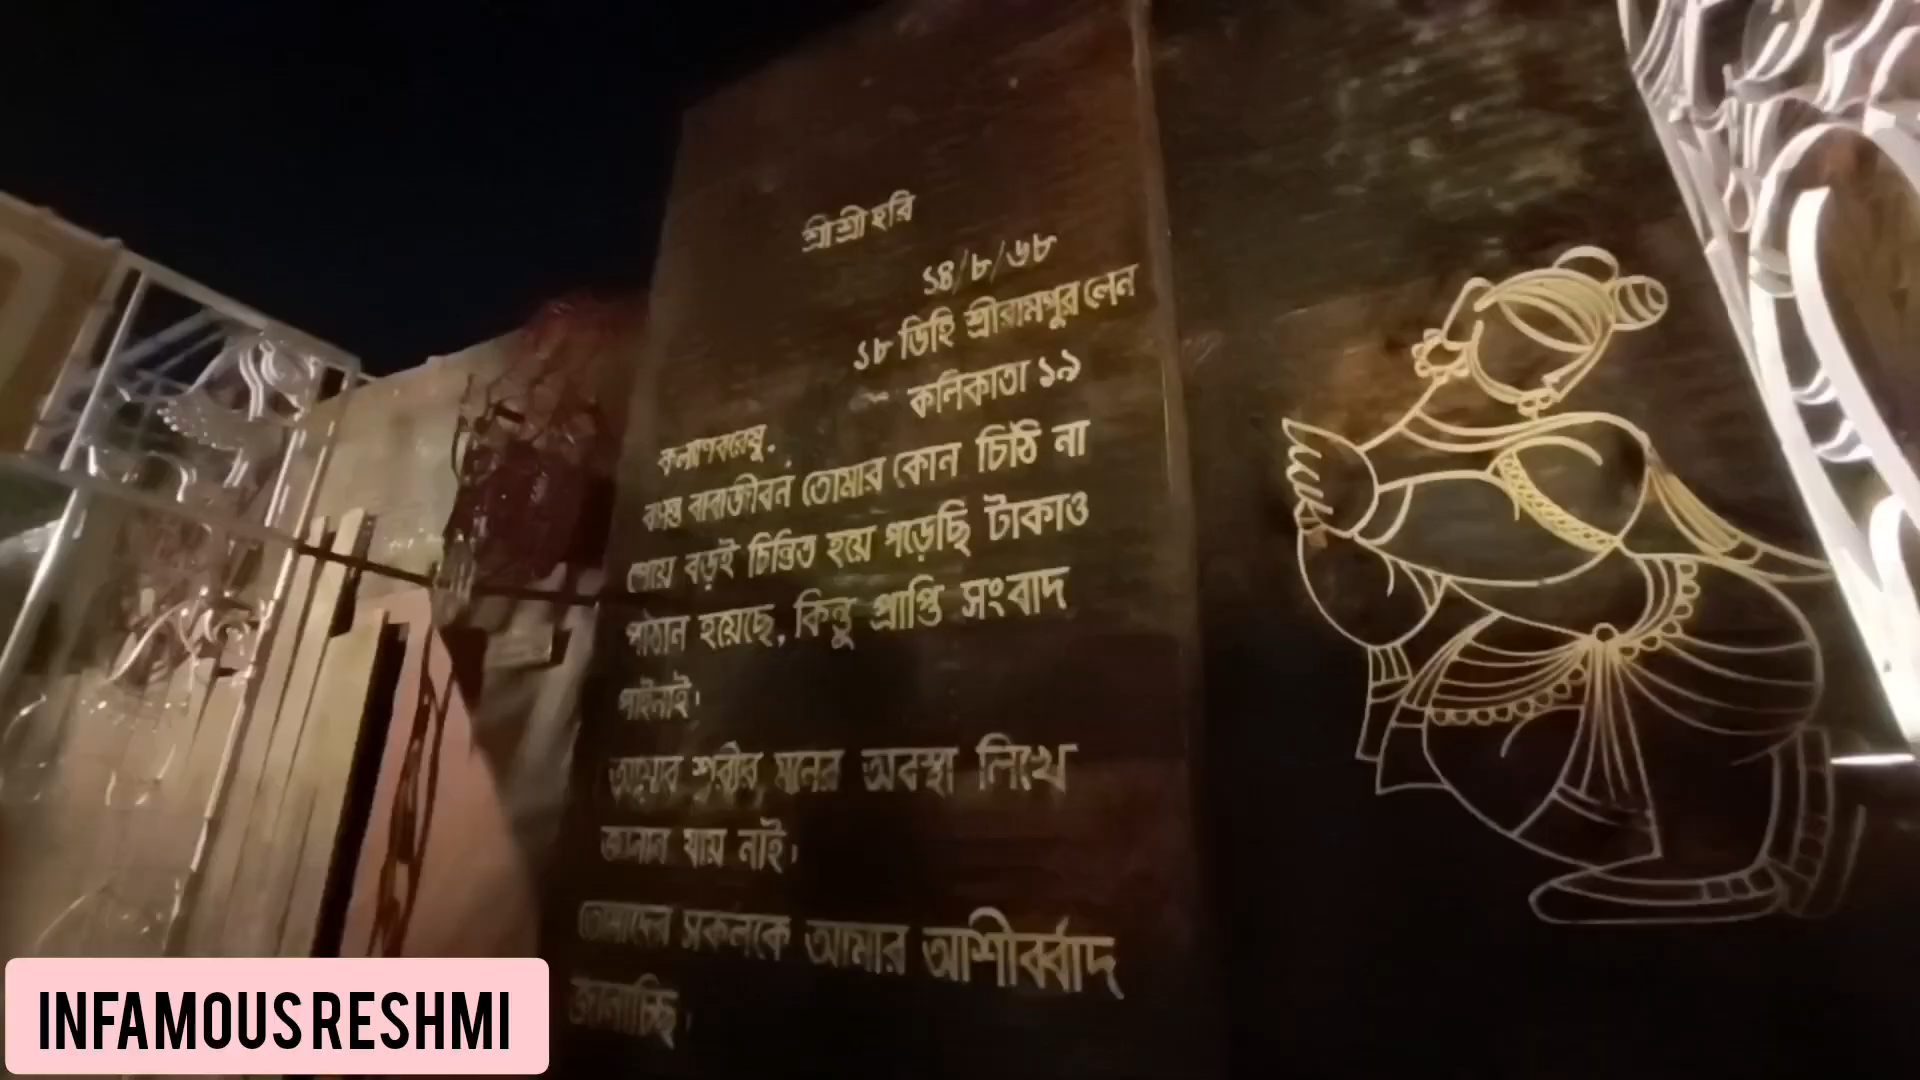 শ্রীশ্রী হরি
১৪/৮/৬৮
১৮ ডিহি শ্রীরামপুর লেন
কলিকাতা ১৯
কল্যাণবরেষু.
বাবাজীবন তোমার কোন চিঠি না
পেয়ে বড়ই চিন্তিত হয়ে পড়েছি টাকাও
পাঠান হয়েছে, কিন্তু প্রাপ্তি সংবাদ
পাইনাই।
আমার শরীর মনের অবস্থা লিখে
জানান যায় নাই।
তোমাদের সকলকে আমার আশীর্ব্বাদ
জানাচ্ছি।
INFAMOUS RESHMI